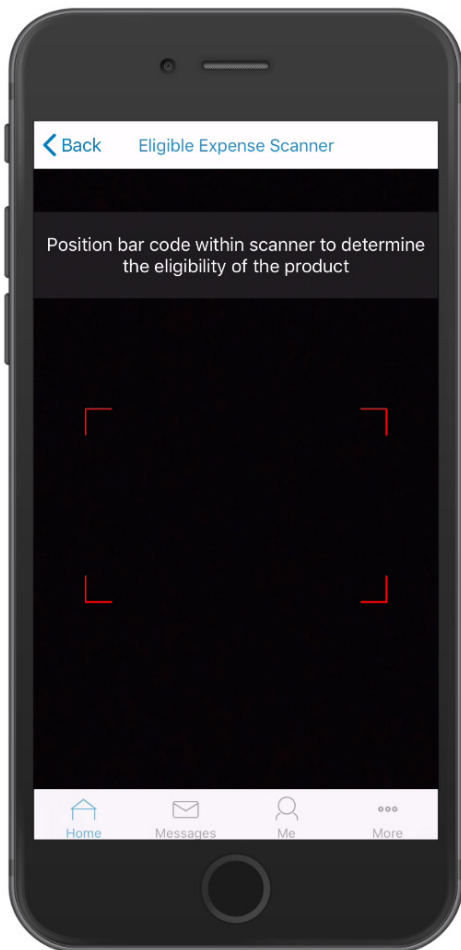 Back Eligible Expense Scanner
Position bar code within scanner to determine
the eligibility of the product
Home Messages Me More